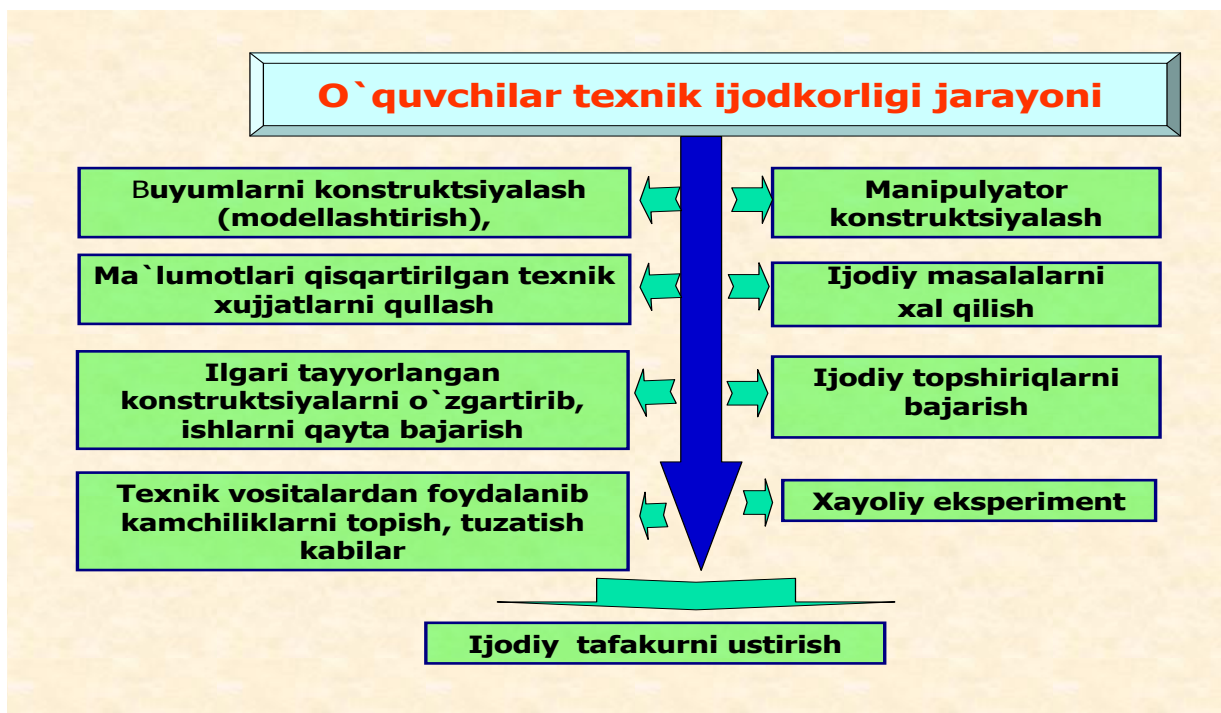 O`quvchilar texnik ijodkorligi jarayoni
Buyumlarni konstruktsiyalash
(modellashtirish),
Manipulyator
konstruktsiyalash
Ma`lumotlari qisqartirilgan texnik
xujjatlarni qullash
Ijodiy masalalarni
xal qilish
Ilgari tayyorlangan
konstruktsiyalarni o`zgartirib,
ishlarni qayta bajarish
Ijodiy topshiriqlarni
bajarish
Texnik vositalardan foydalanib
kamchiliklarni topish, tuzatish
kabilar
Xayoliy eksperiment
Ijodiy tafakurni ustirish